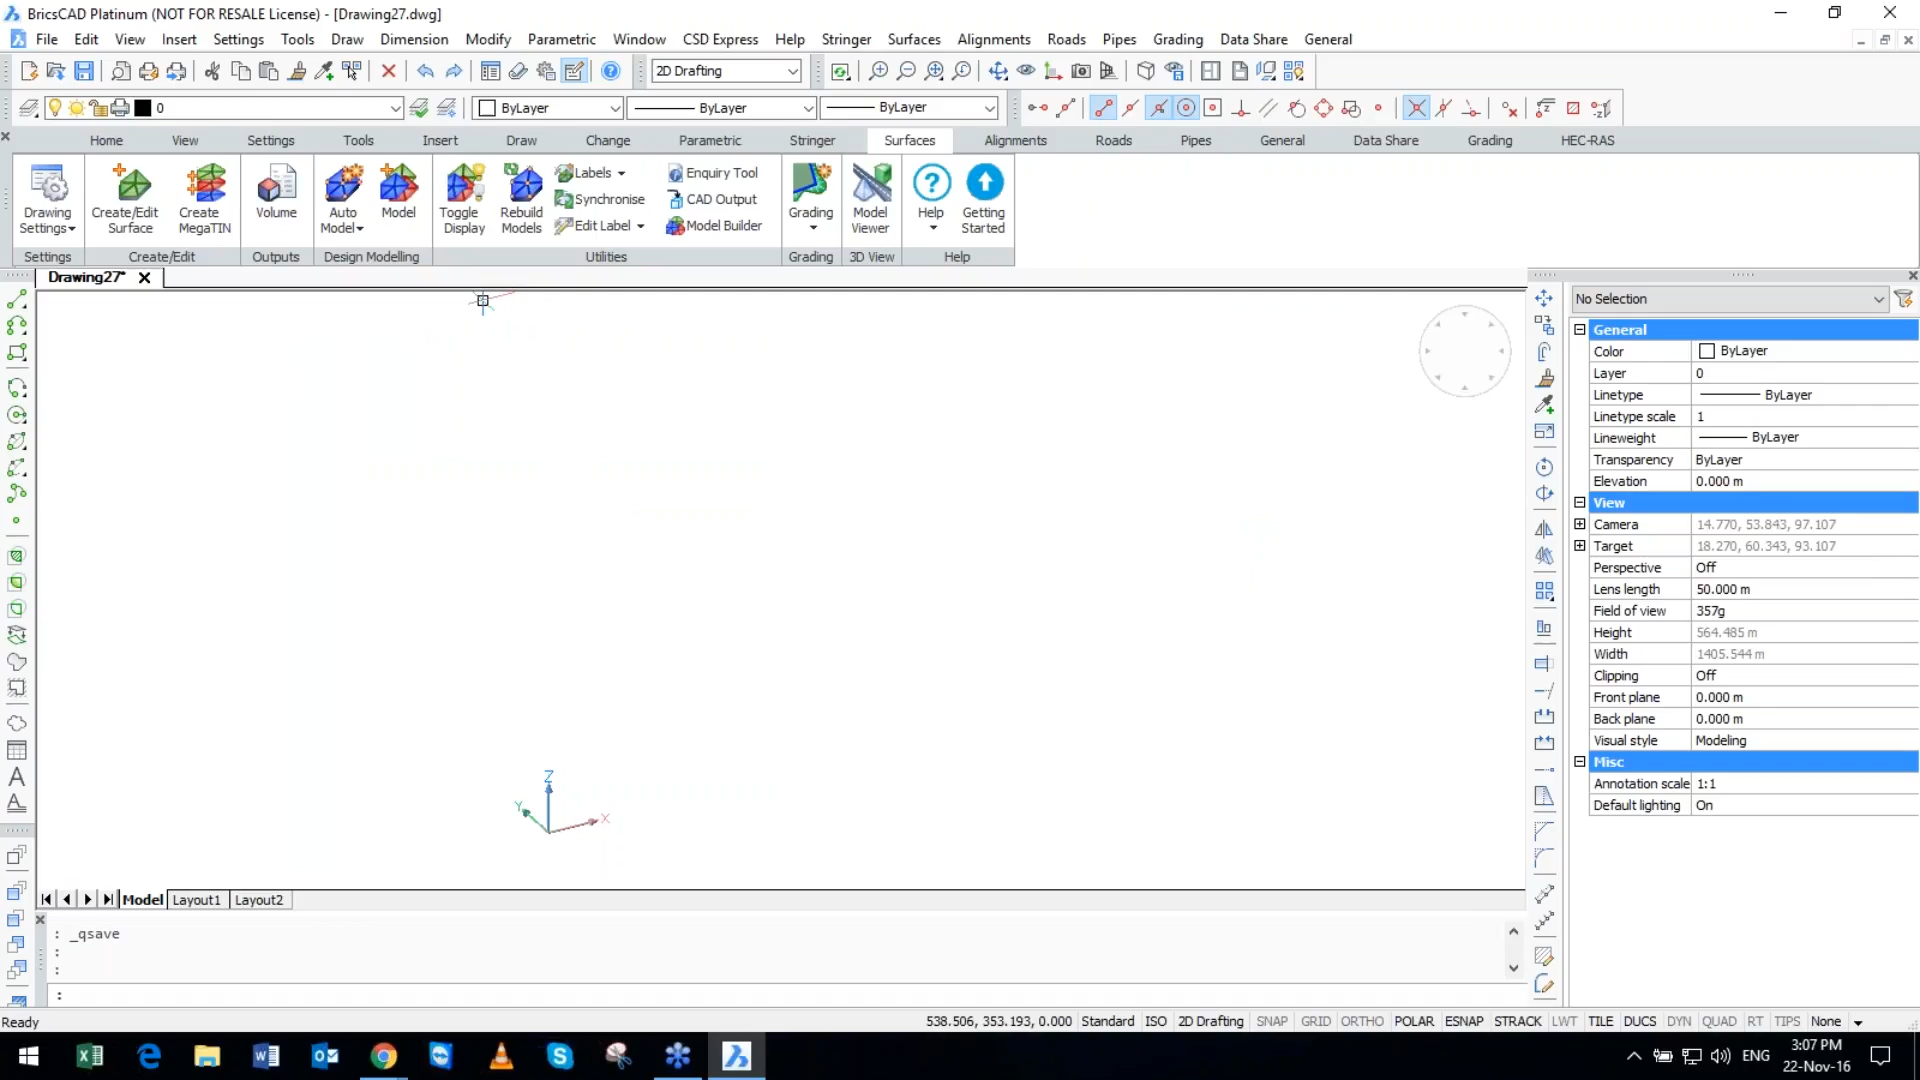 BricsCAD Platinum (NOT FOR RESALE License) - [Drawing27.dwg]
File Edit View Insert Settings Tools Draw Dimension Modify Parametric Window CSD Express Help Stringer Surfaces Alignments Roads Pipes Grading Data Share General
2D Drafting
0 ByLayer ByLayer ByLayer
Home View Settings Tools Insert Draw Change Parametric Stringer Surfaces Alignments Roads Pipes General Data Share Grading HEC-RAS
Drawing Settings
Create/Edit Surface
Create MegaTIN
Volume
Auto Model
Model
Toggle Display
Rebuild Models
Labels
Synchronise
Edit Label
Enquiry Tool
CAD Output
Model Builder
Grading
Model Viewer
Help
Getting Started
Settings Create/Edit Outputs Design Modelling Utilities Grading 3D View Help
Drawing27*
Z
Y
X
No Selection
General
Color ByLayer
Layer 0
Linetype ByLayer
Linetype scale 1
Lineweight ByLayer
Transparency ByLayer
Elevation 0.000 m
View
Camera 14.770, 53.843, 97.107
Target 18.270, 60.343, 93.107
Perspective Off
Lens length 50.000 m
Field of view 357g
Height 564.485 m
Width 1405.544 m
Clipping Off
Front plane 0.000 m
Back plane 0.000 m
Visual style Modeling
Misc
Annotation scale 1:1
Default lighting On
Model Layout1 Layout2
: _qsave
:
:
:
Ready 538.506, 353.193, 0.000 Standard ISO 2D Drafting SNAP GRID ORTHO POLAR ESNAP STRACK LWT TILE DUCS DYN QUAD RT TIPS None
ENG 3:07 PM
22-Nov-16